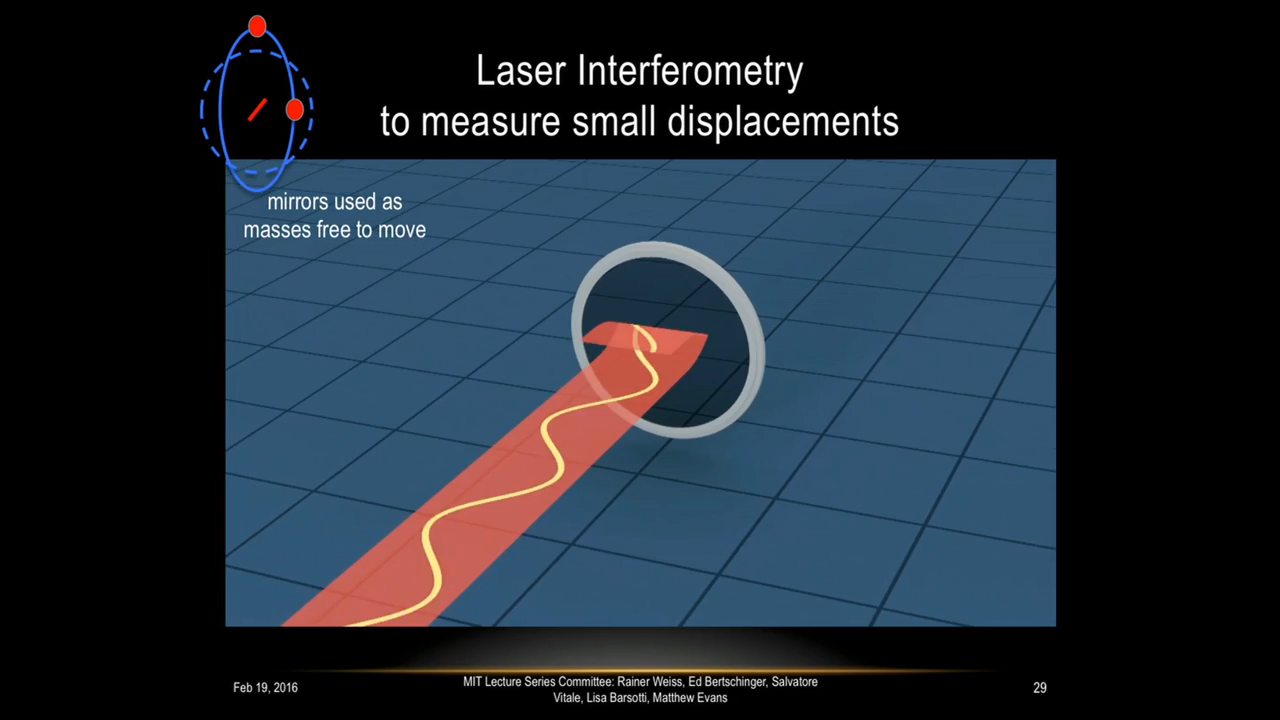 Laser Interferometry
to measure small displacements
mirrors used as
masses free to move
Feb 19, 2016
MIT Lecture Series Committee: Rainer Weiss, Ed Bertschinger, Salvatore
Vitale, Lisa Barsotti, Matthew Evans
29